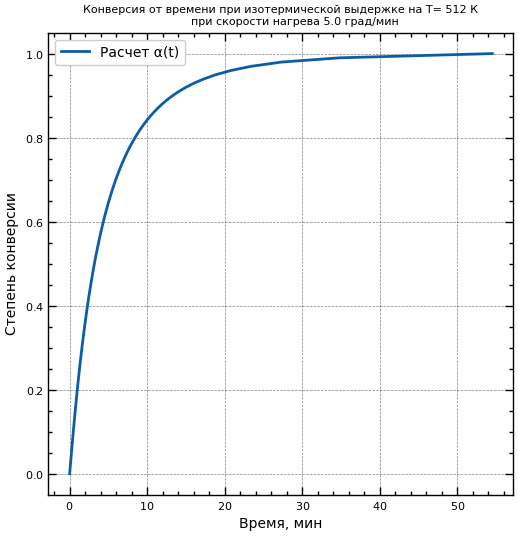 Конверсия от времени при изотермической выдержке на T= 512 K
при скорости нагрева 5.0 град/мин
Расчет α(t)
Степень конверсии
1.0
0.8
0.6
0.4
0.2
0.0
0 10 20 30 40 50
Время, мин